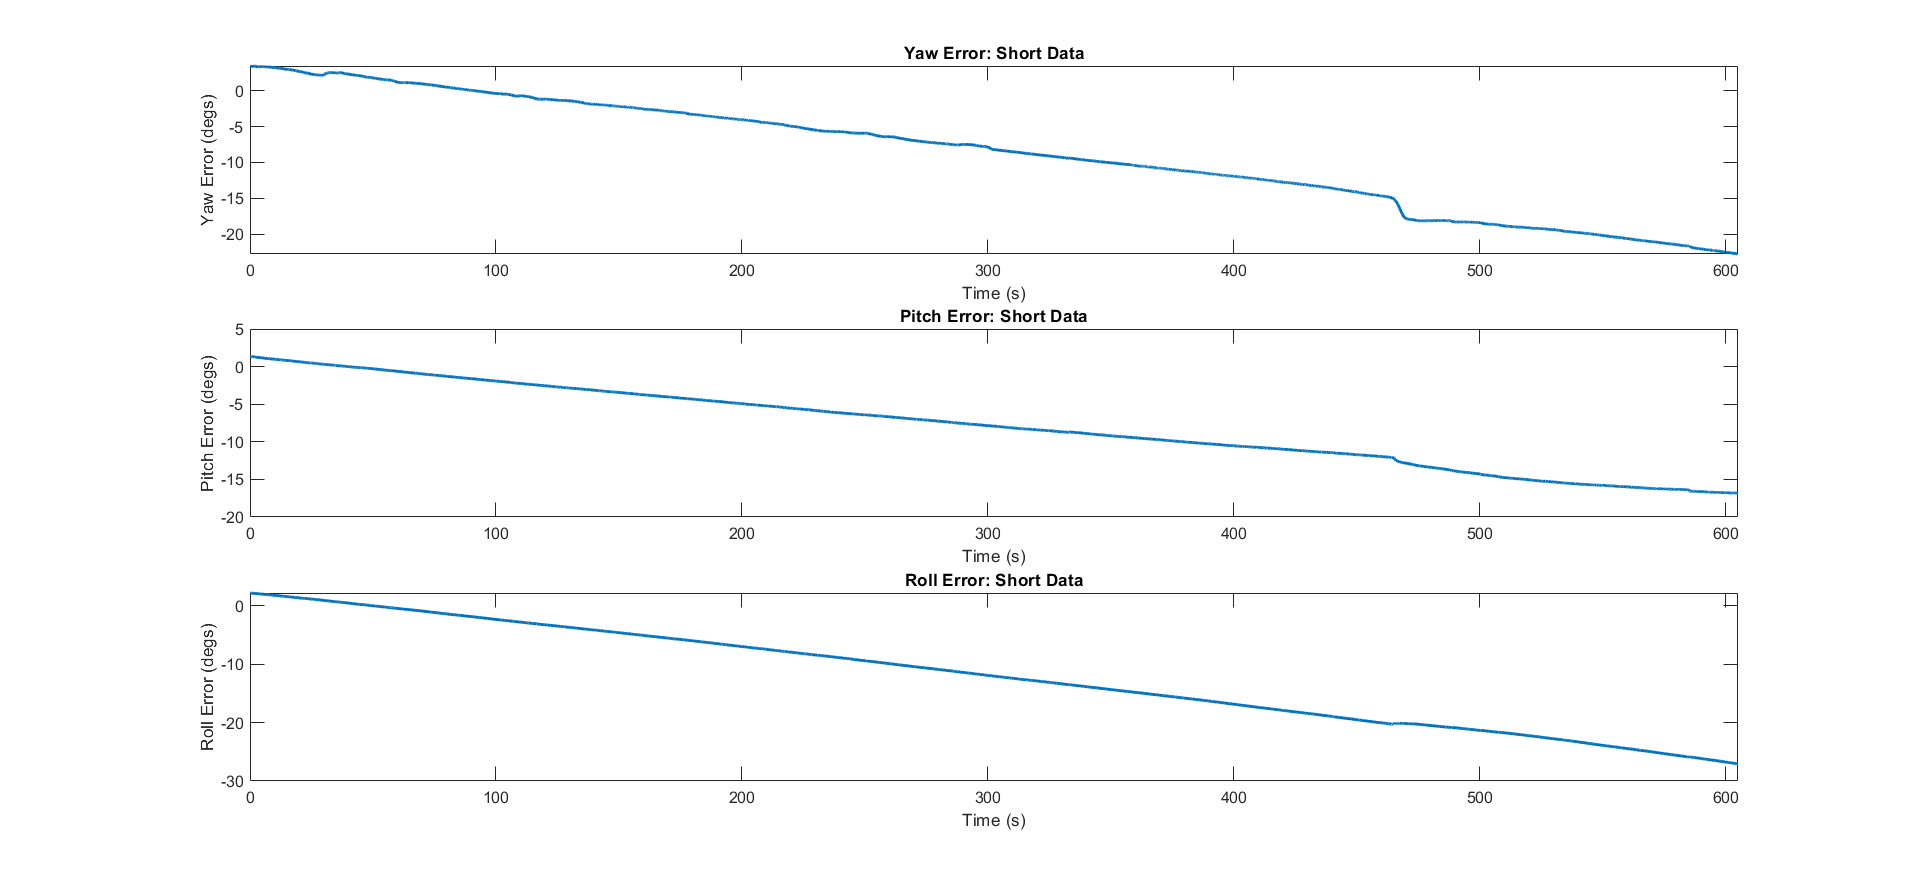 Yaw Error: Short Data
Yaw Error (degs)
0
-5
-10
-15
-20
0 100 200 300 400 500 600
Time (s)
Pitch Error: Short Data
Pitch Error (degs)
5
0
-5
-10
-15
-20
0 100 200 300 400 500 600
Time (s)
Roll Error: Short Data
Roll Error (degs)
0
-10
-20
-30
0 100 200 300 400 500 600
Time (s)